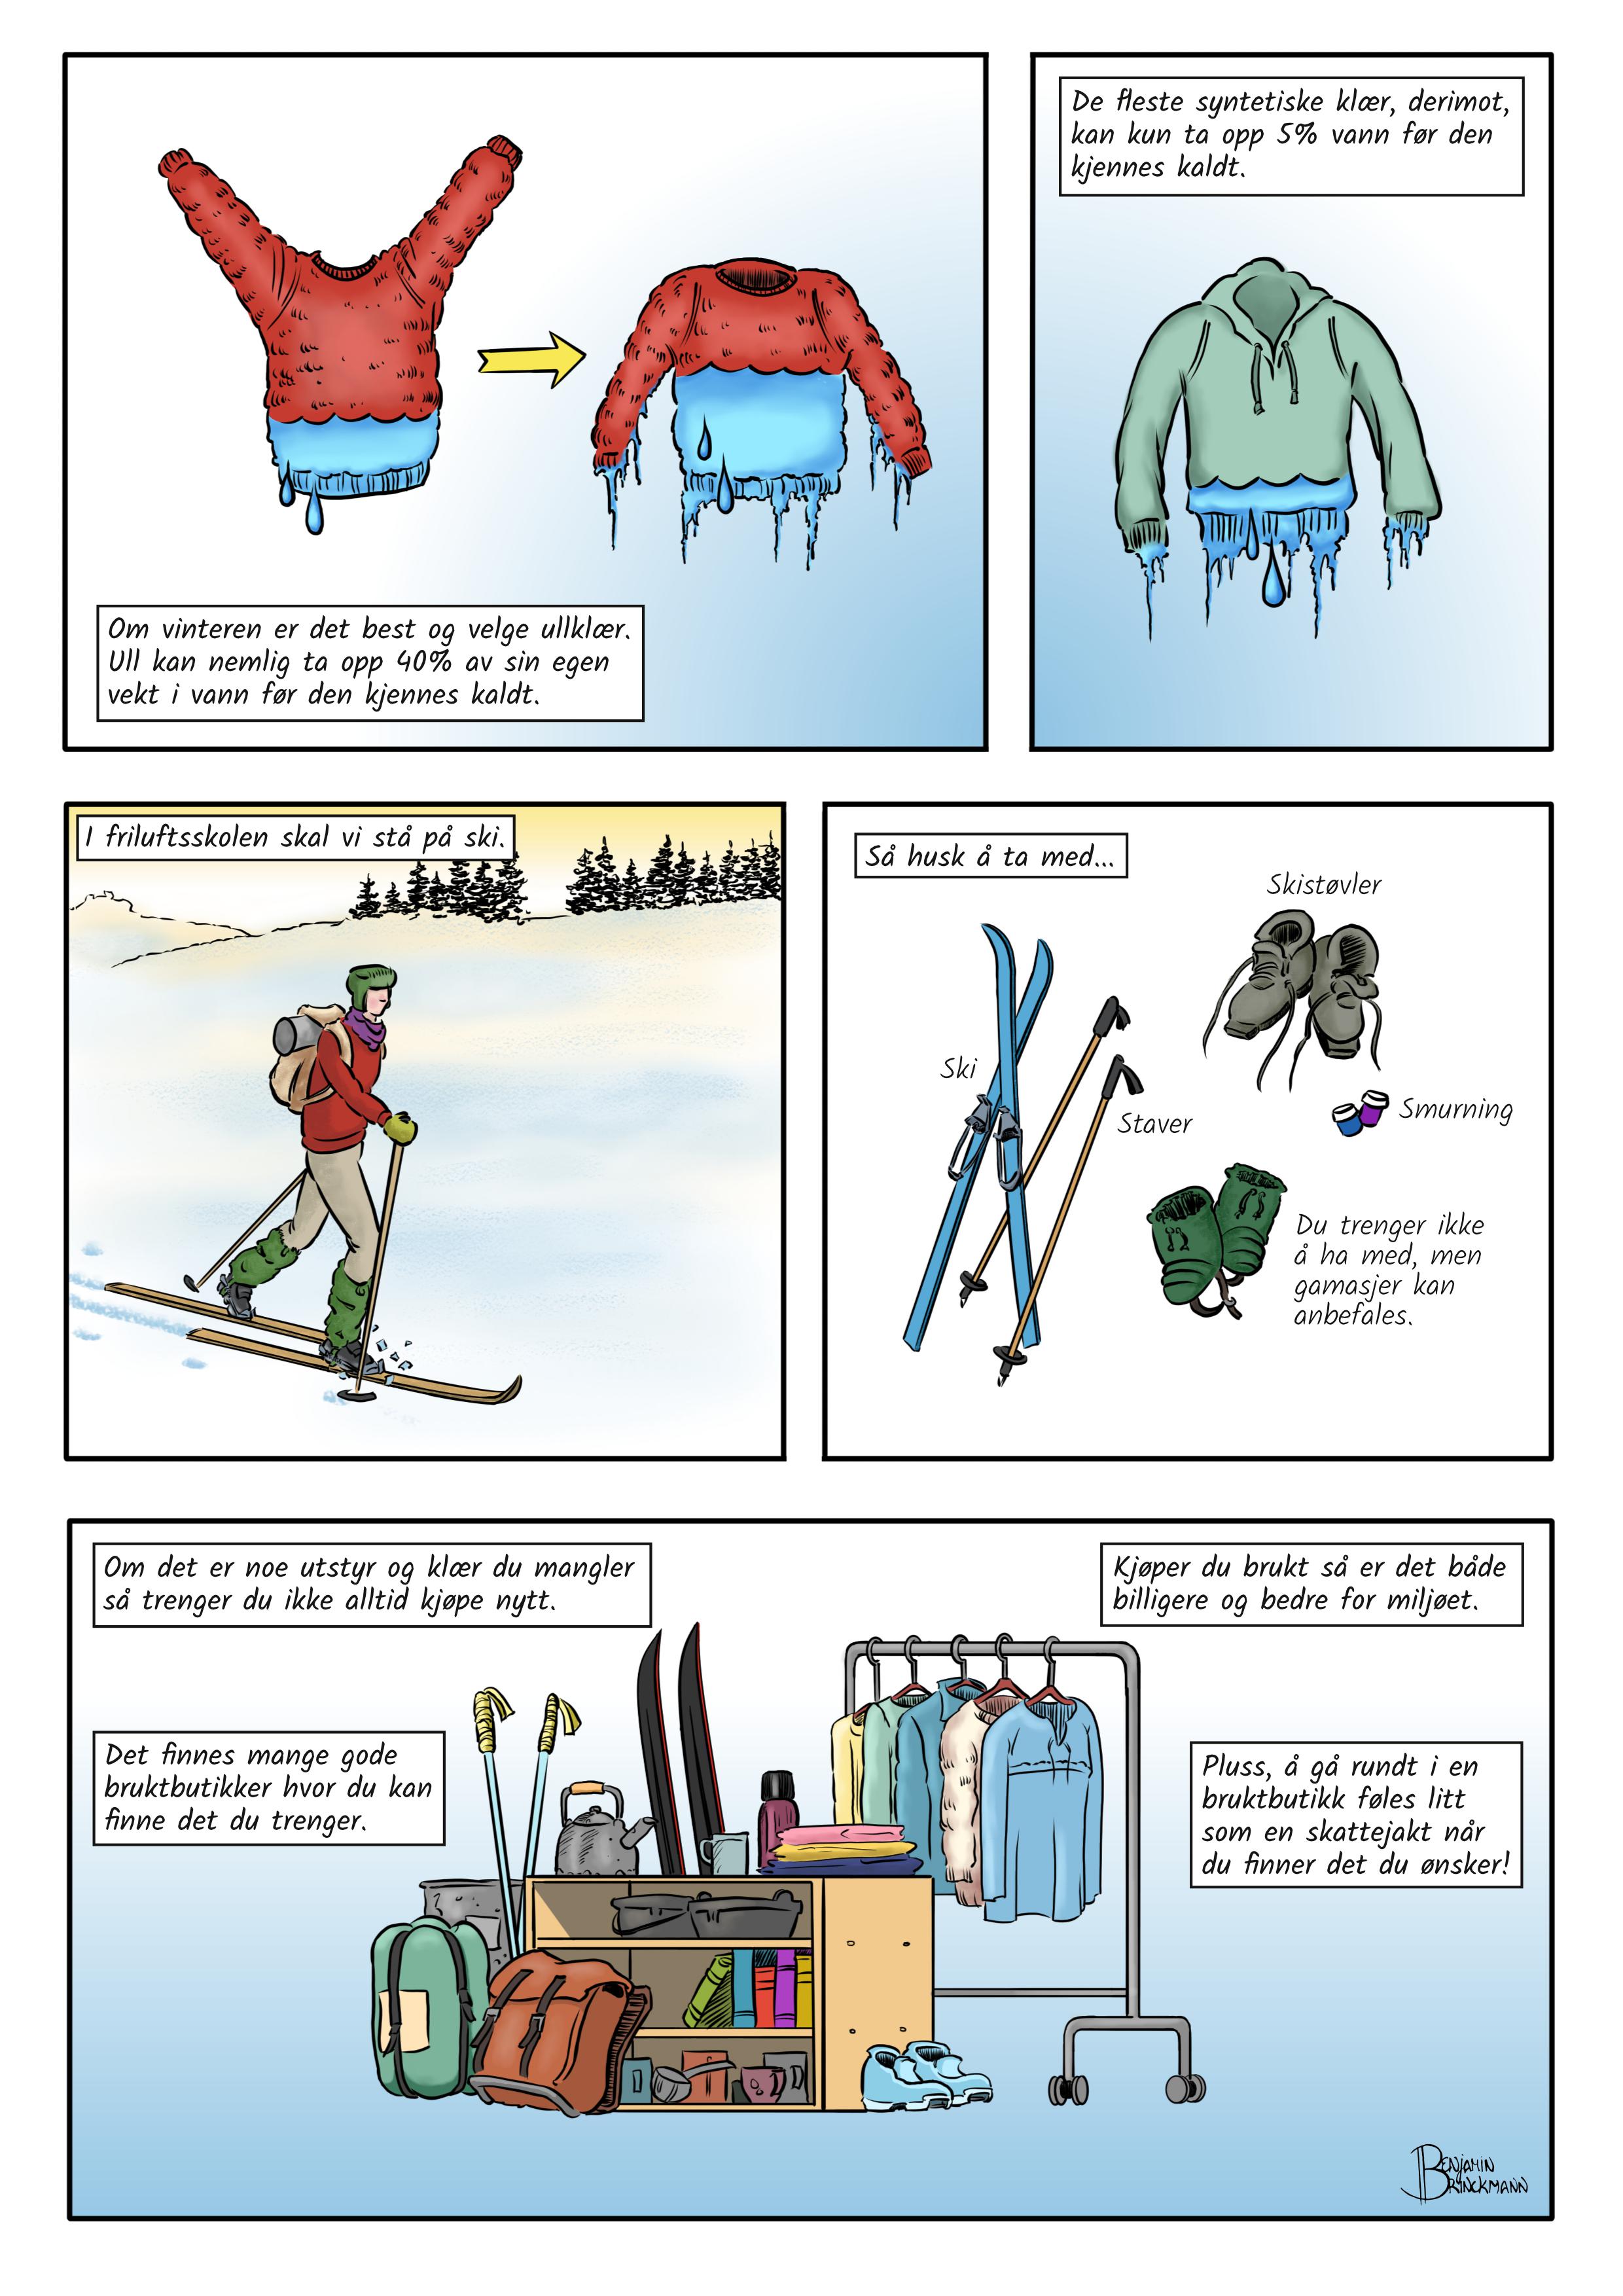 Om vinteren er det best og velge ullklær.
Ull kan nemlig ta opp 40% av sin egen
vekt i vann før den kjennes kaldt.
De fleste syntetiske klær, derimot,
kan kun ta opp 5% vann før den
kjennes kaldt.
I friluftsskolen skal vi stå på ski.
Så husk å ta med...
Skistøvler
Ski
Staver
Smurning
Du trenger ikke
å ha med, men
gamasjer kan
anbefales.
Om det er noe utstyr og klær du mangler
så trenger du ikke alltid kjøpe nytt.
Kjøper du brukt så er det både
billigere og bedre for miljøet.
Det finnes mange gode
bruktbutikker hvor du kan
finne det du trenger.
Pluss, å gå rundt i en
bruktbutikk føles litt
som en skattejakt når
du finner det du ønsker!
BENJAMIN
BRINCKMANN